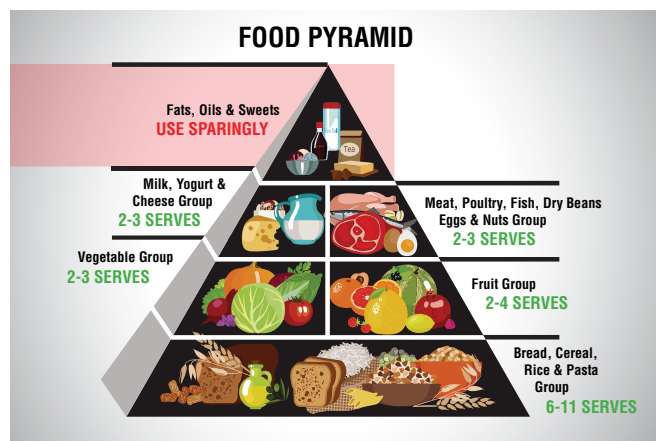 FOOD PYRAMID
Fats, Oils & Sweets
USE SPARINGLY
Tea
Milk, Yogurt &
Cheese Group
2-3 SERVES
Meat, Poultry, Fish, Dry Beans
Eggs & Nuts Group
2-3 SERVES
Vegetable Group
2-3 SERVES
Fruit Group
2-4 SERVES
Bread, Cereal,
Rice & Pasta
Group
6-11 SERVES